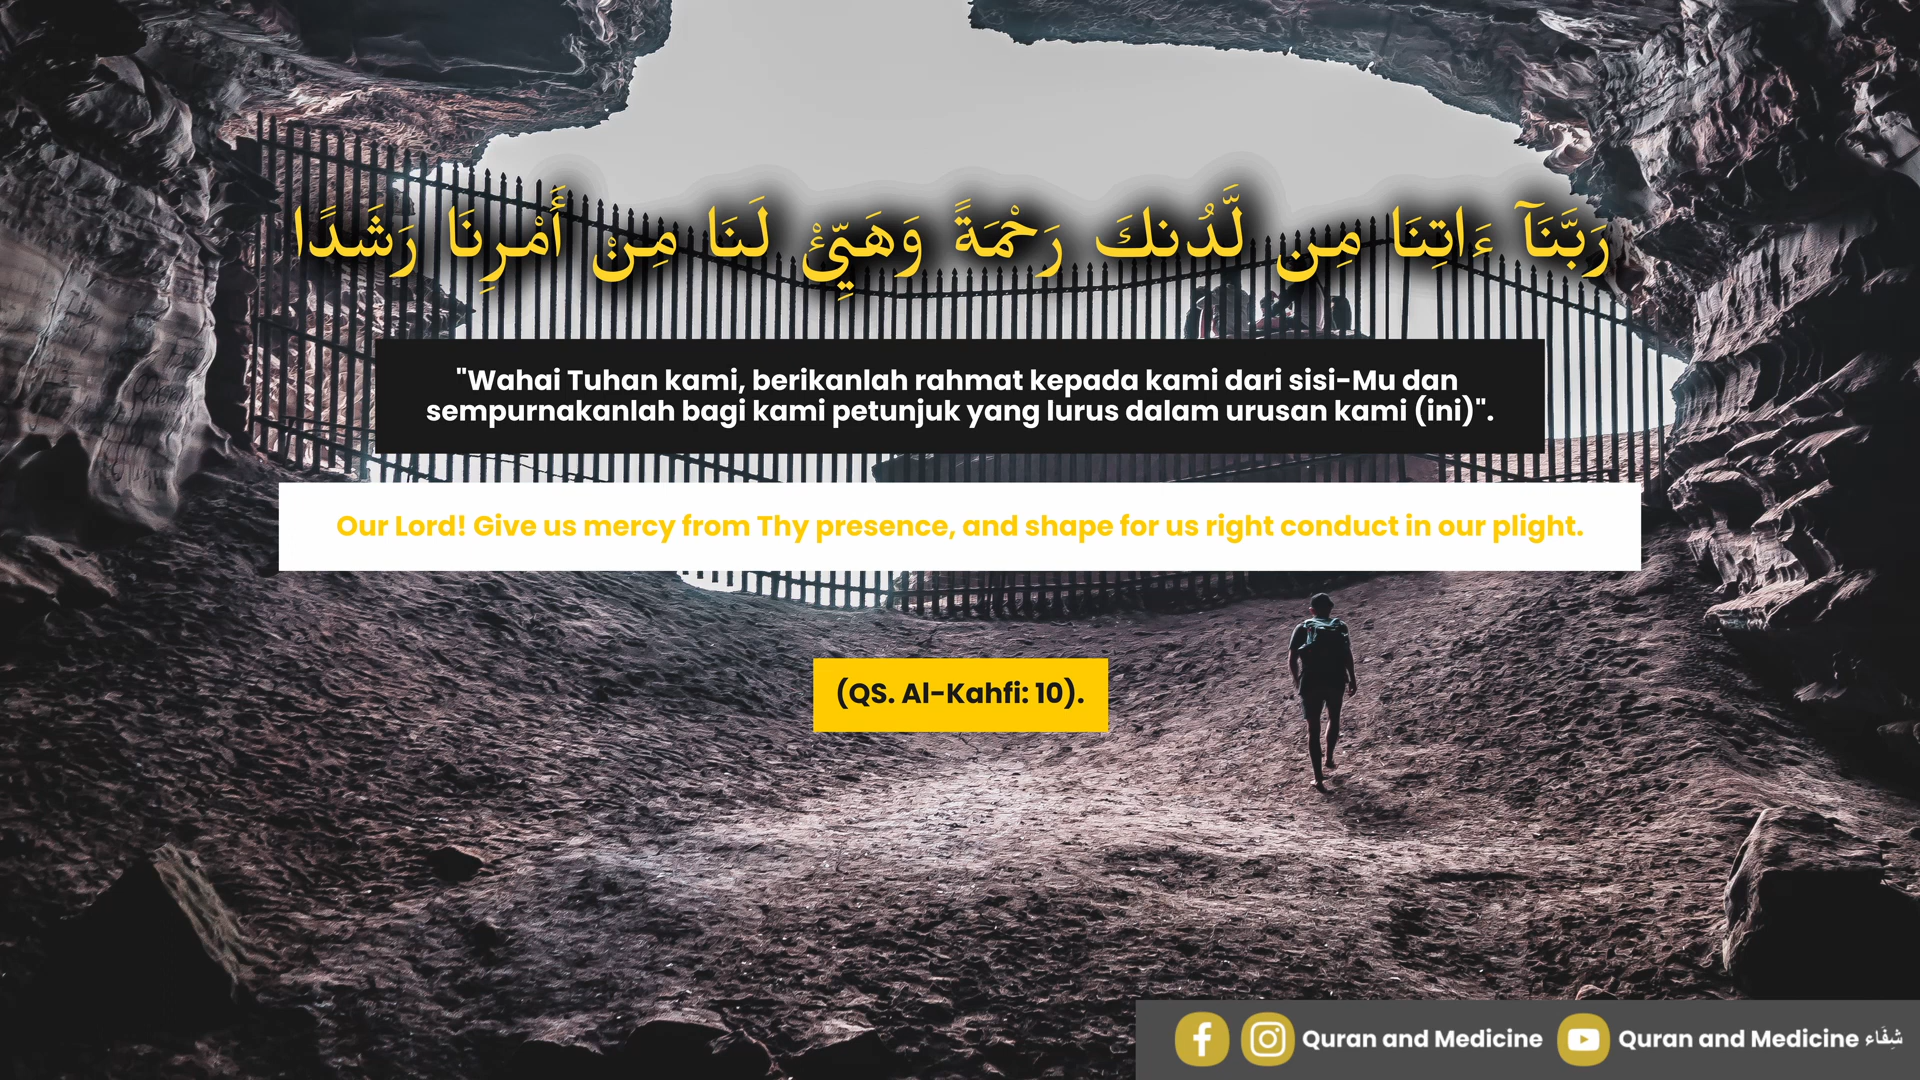 رَبَّنَآ ءَاتِنَا مِن لَّدُنكَ رَحْمَةً وَهَيِّئْ لَنَا مِنْ أَمْرِنَا رَشَدًا
"Wahai Tuhan kami, berikanlah rahmat kepada kami dari sisi-Mu dan
sempurnakanlah bagi kami petunjuk yang lurus dalam urusan kami (ini)".
Our Lord! Give us mercy from Thy presence, and shape for us right conduct in our plight.
(QS. Al-Kahfi: 10).
Quran and Medicine Quran and Medicine شِفَاء